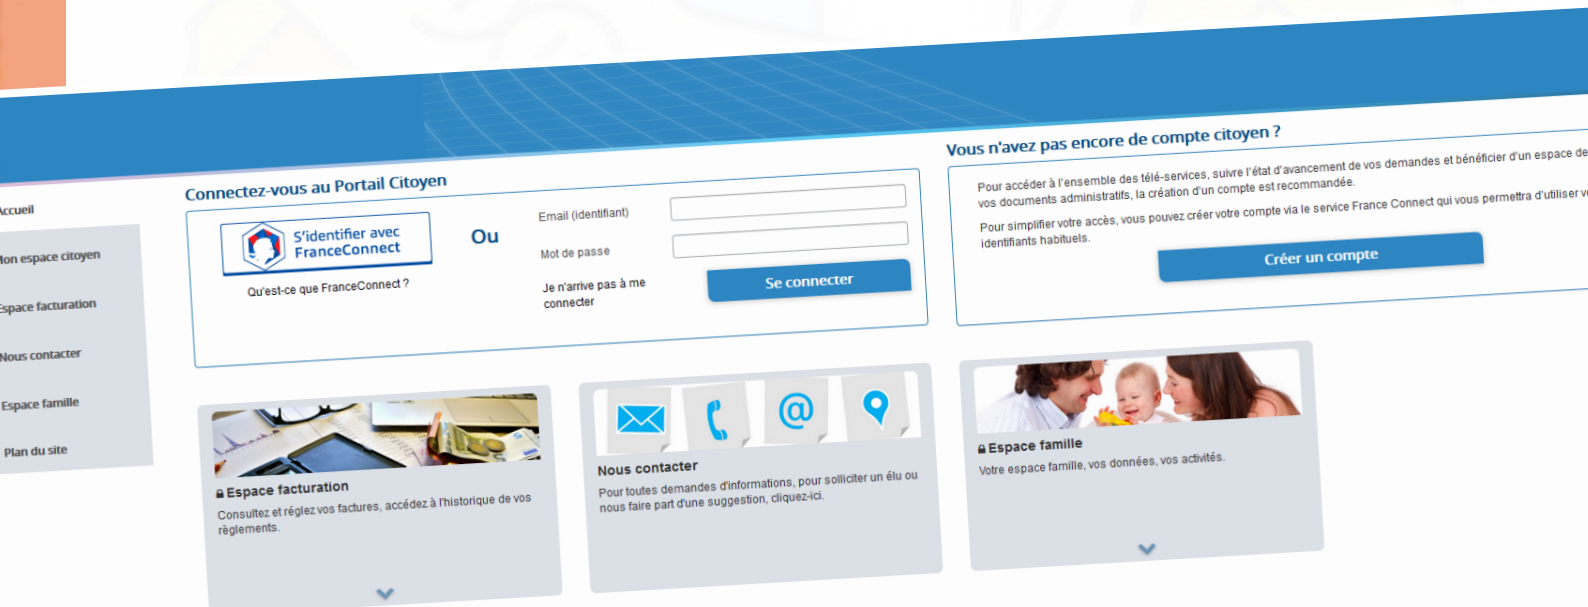 Accueil
Mon espace citoyen
Espace facturation
Nous contacter
Espace famille
Plan du site
Connectez-vous au Portail Citoyen
S'identifier avec
FranceConnect
Qu'est-ce que FranceConnect ?
Ou
Email (identifiant)
Mot de passe
Je n'arrive pas à me
connecter
Se connecter
Vous n'avez pas encore de compte citoyen ?
Pour accéder à l'ensemble des télé-services, suivre l'état d'avancement de vos demandes et bénéficier d'un espace de
vos documents administratifs, la création d'un compte est recommandée.
Pour simplifier votre accès, vous pouvez créer votre compte via le service France Connect qui vous permettra d'utiliser
identifiants habituels.
Créer un compte
Espace facturation
Consultez et réglez vos factures, accédez à l'historique de vos
règlements.
@
Nous contacter
Pour toutes demandes d'informations, pour solliciter un élu ou
nous faire part d'une suggestion, cliquez-ici.
Espace famille
Votre espace famille, vos données, vos activités.